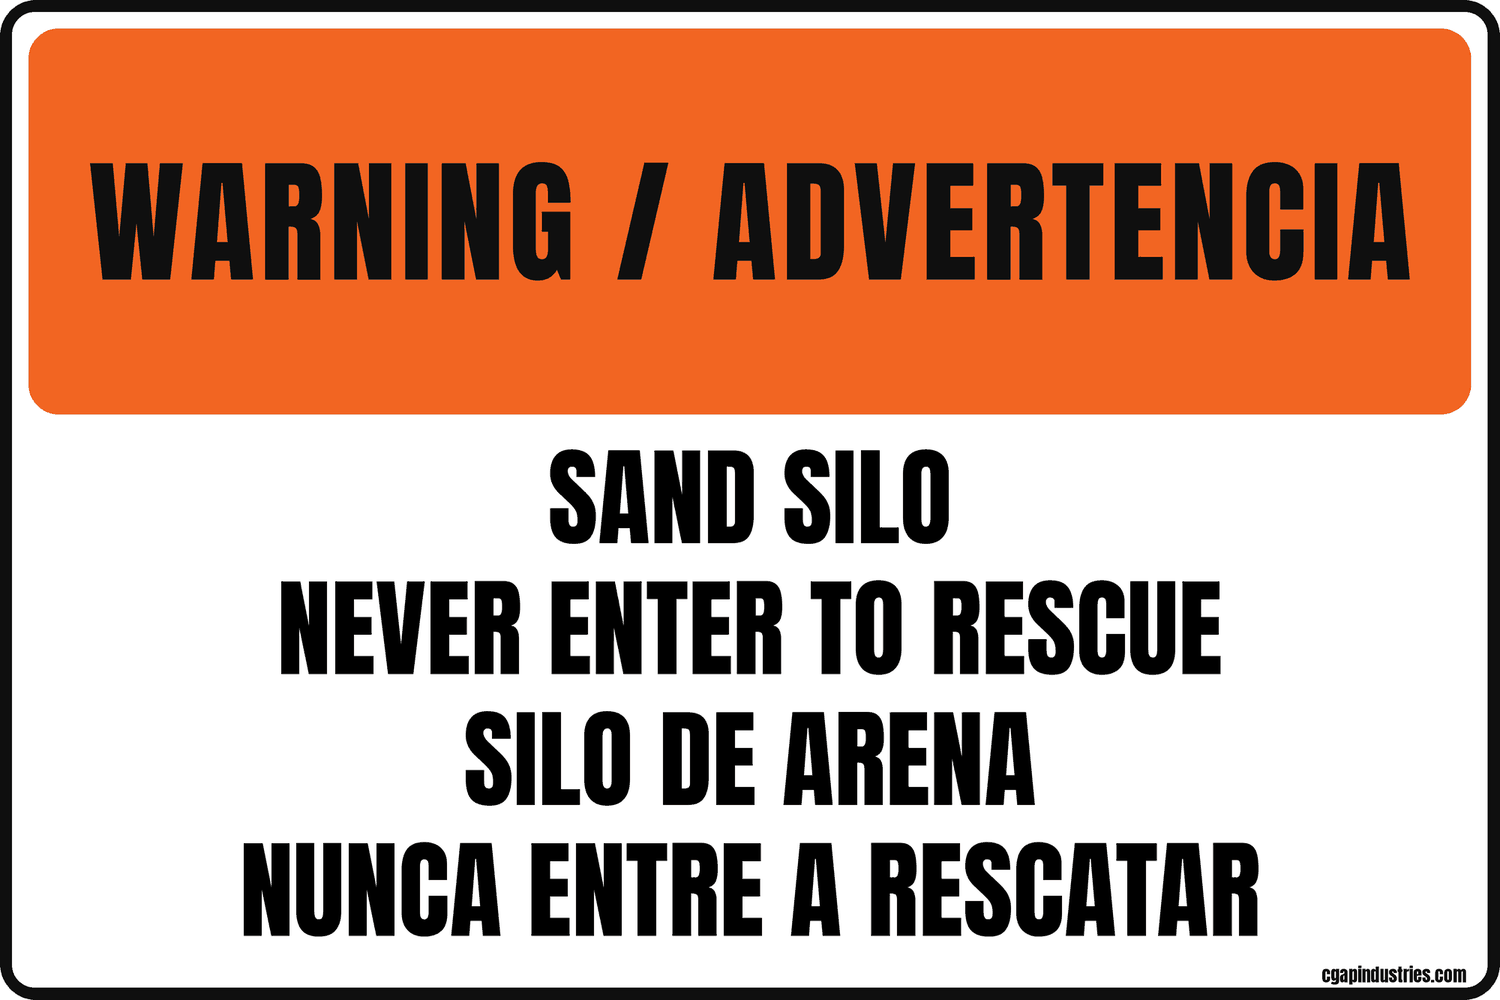 WARNING / ADVERTENCIA
SAND SILO
NEVER ENTER TO RESCUE
SILO DE ARENA
NUNCA ENTRE A RESCATAR
cgapindustries.com